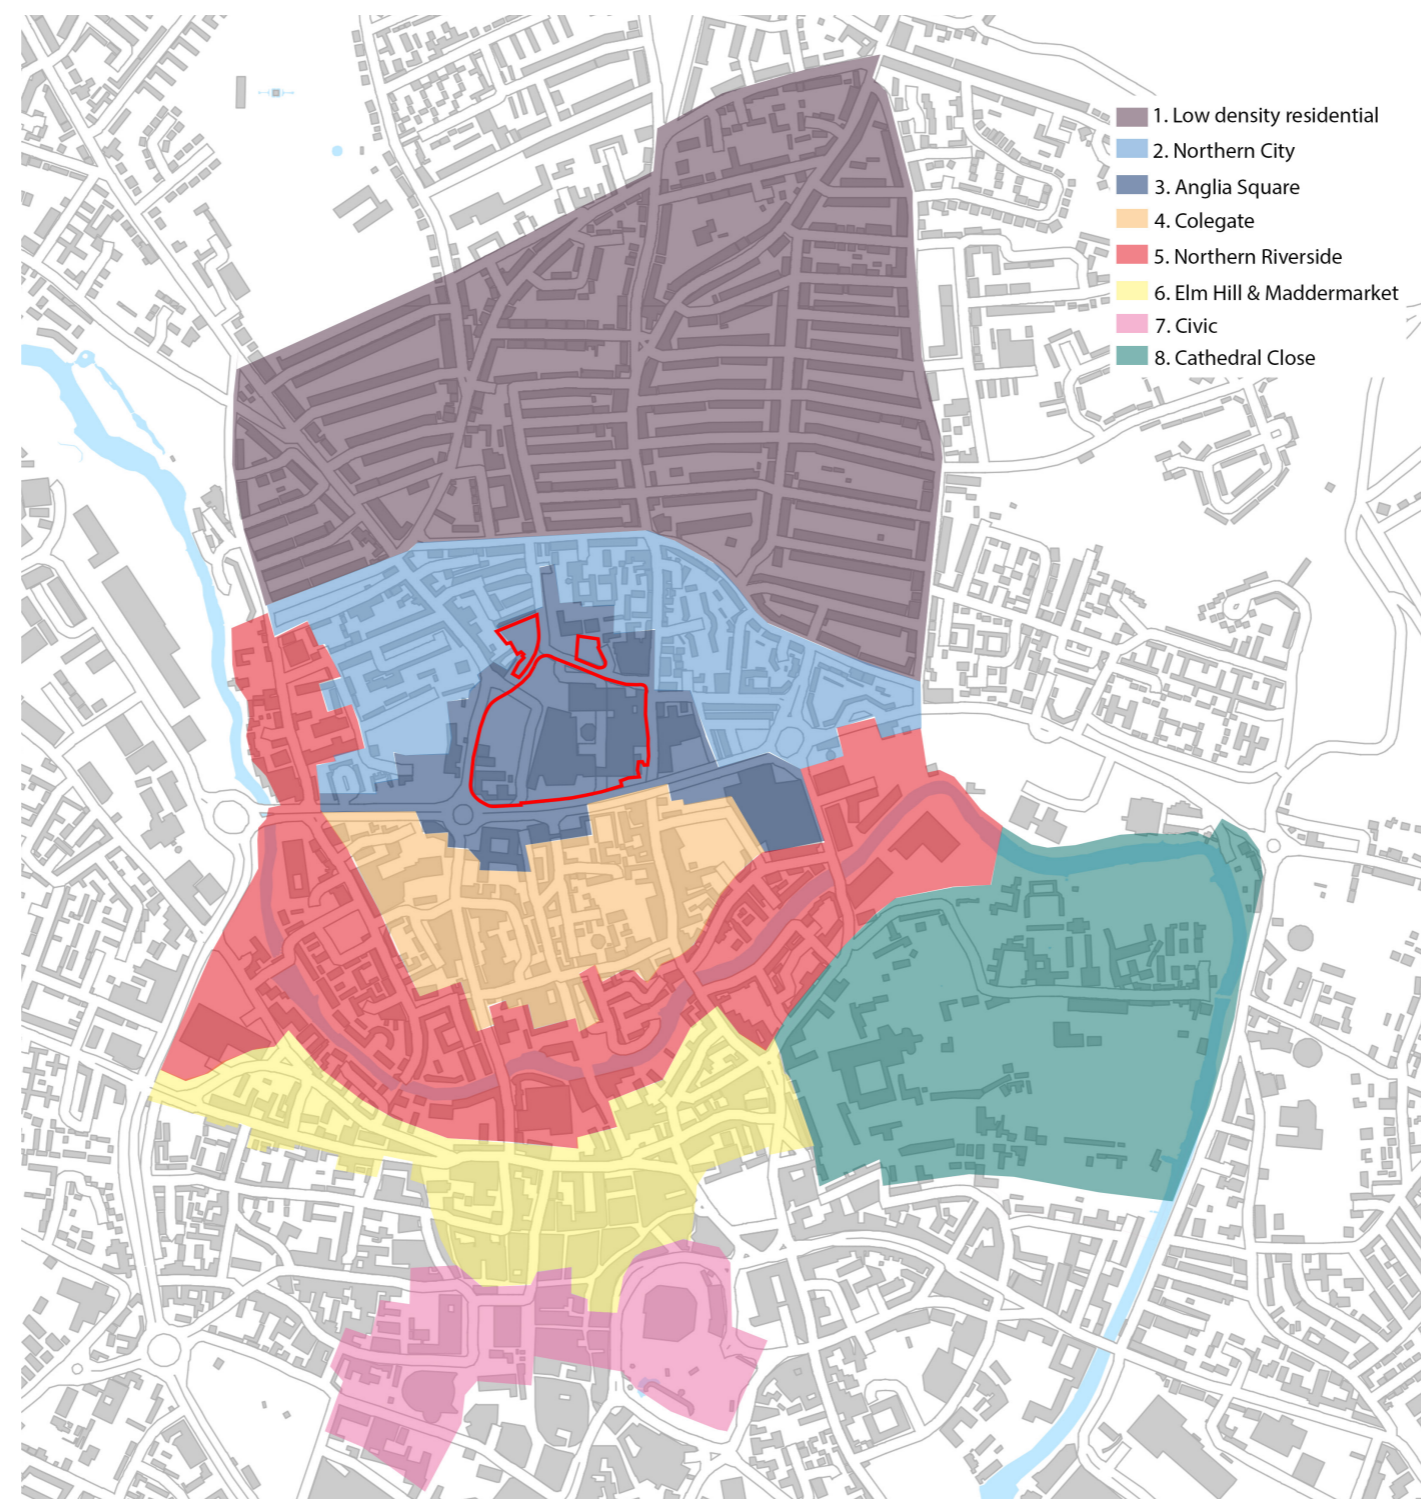 1. Low density residential
2. Northern City
3. Anglia Square
4. Colegate
5. Northern Riverside
6. Elm Hill & Maddermarket
7. Civic
8. Cathedral Close